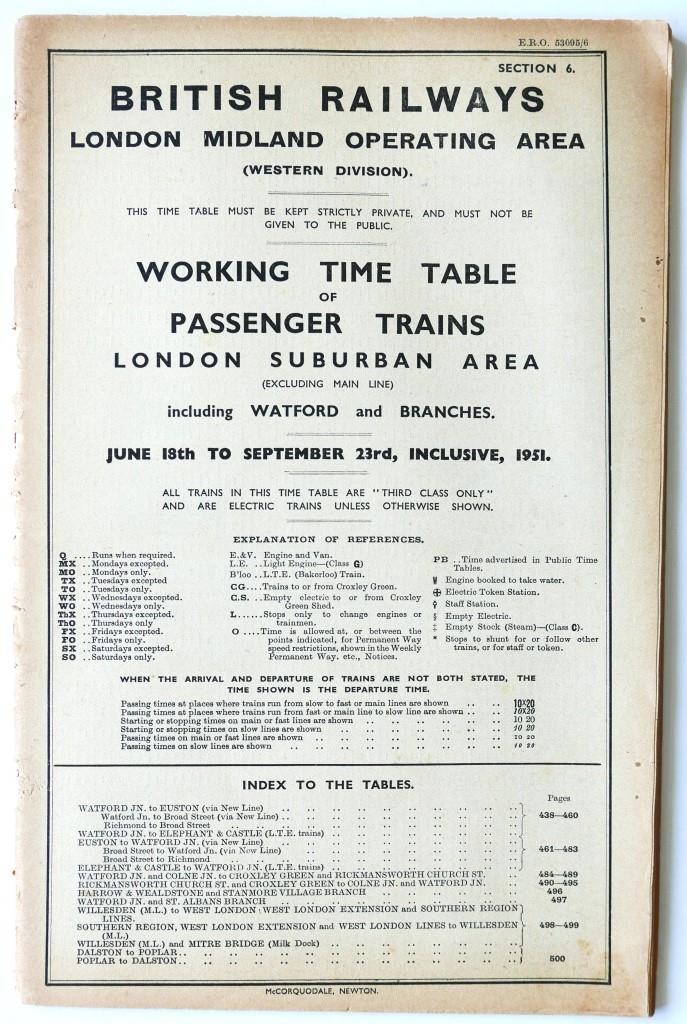 E.R.O. 53095/6
SECTION 6.
BRITISH RAILWAYS
LONDON MIDLAND OPERATING AREA
(WESTERN DIVISION).
THIS TIME TABLE MUST BE KEPT STRICTLY PRIVATE, AND MUST NOT BE
GIVEN TO THE PUBLIC.
WORKING TIME TABLE
OF
PASSENGER TRAINS
LONDON SUBURBAN AREA
(EXCLUDING MAIN LINE)
including WATFORD and BRANCHES.
JUNE 18th TO SEPTEMBER 23rd, INCLUSIVE, 1951.
ALL TRAINS IN THIS TIME TABLE ARE "THIRD CLASS ONLY"
AND ARE ELECTRIC TRAINS UNLESS OTHERWISE SHOWN.
EXPLANATION OF REFERENCES.
Q ....Runs when required.
MX ..Mondays excepted.
MO ..Mondays only.
TX ..Tuesdays excepted
TO ..Tuesdays only.
WX ..Wednesdays excepted.
WO ..Wednesdays only.
ThX ..Thursdays excepted.
ThO ..Thursdays only
FX ..Fridays excepted.
FO ..Fridays only.
SX ..Saturdays excepted.
SO ..Saturdays only.
E.&V. Engine and Van.
L.E. ..Light Engine—(Class G)
B'loo ..L.T.E. (Bakerloo) Train.
CG....Trains to or from Croxley Green.
C.S. ..Empty electric to or from Croxley
Green Shed.
L......Stops only to change engines or
trainmen.
O ....Time is allowed at, or between the
points indicated, for Permanent Way
speed restrictions, shown in the Weekly
Permanent Way. etc., Notices.
PB ..Time advertised in Public Time
Tables.
Engine booked to take water.
⊕ Electric Token Station.
Staff Station.
§ Empty Electric.
‡ Empty Stock (Steam)—(Class C).
* Stops to shunt for or follow other
trains, or for staff or token.
WHEN THE ARRIVAL AND DEPARTURE OF TRAINS ARE NOT BOTH STATED, THE
TIME SHOWN IS THE DEPARTURE TIME.
Passing times at places where trains run from slow to fast or main lines are shown .. .. 10X20
Passing times at places where trains run from fast or main line to slow line are shown .. .. 10X20
Starting or stopping times on main or fast lines are shown .. .. .. .. .. .. 10 20
Starting or stopping times on slow lines are shown .. .. .. .. .. .. .. 10 20
Passing times on main or fast lines are shown .. .. .. .. .. .. .. 10 20
Passing times on slow lines are shown .. .. .. .. .. .. .. .. 10 20
INDEX TO THE TABLES.
Pages
WATFORD JN. to EUSTON (via New Line) .. .. .. .. .. .. .. .. .. ..
Watford Jn. to Broad Street (via New Line) .. .. .. .. .. .. .. .. .. 438—460
Richmond to Broad Street .. .. .. .. .. .. .. .. .. ..
WATFORD JN. to ELEPHANT & CASTLE (L.T.E. trains) .. .. .. .. .. .. .. ..
EUSTON to WATFORD JN. (via New Line) .. .. .. .. .. .. .. .. .. ..
Broad Street to Watford Jn. (via New Line) .. .. .. .. .. .. .. .. .. 461—483
Broad Street to Richmond .. .. .. .. .. .. .. .. .. ..
ELEPHANT & CASTLE to WATFORD JN. (L.T.E. trains) .. .. .. .. .. .. .. ..
WATFORD JN. and COLNE JN. to CROXLEY GREEN and RICKMANSWORTH CHURCH ST. .. .. 484—489
RICKMANSWORTH CHURCH ST. and CROXLEY GREEN to COLNE JN. and WATFORD JN. .. .. 490—495
HARROW & WEALDSTONE and STANMORE VILLAGE BRANCH .. .. .. .. .. .. 496
WATFORD JN. and ST. ALBANS BRANCH .. .. .. .. .. .. .. .. .. 497
WILLESDEN (M.L.) to WEST LONDON, WEST LONDON EXTENSION and SOUTHERN REGION
LINES.
SOUTHERN REGION, WEST LONDON EXTENSION and WEST LONDON LINES to WILLESDEN 498—499
(M.L.)
WILLESDEN (M.L.) and MITRE BRIDGE (Milk Dock) .. .. .. .. .. .. .. ..
DALSTON to POPLAR.. .. .. .. .. .. .. .. .. .. .. ..
POPLAR to DALSTON.. .. .. .. .. .. .. .. .. .. .. .. 500
McCORQUODALE, NEWTON.